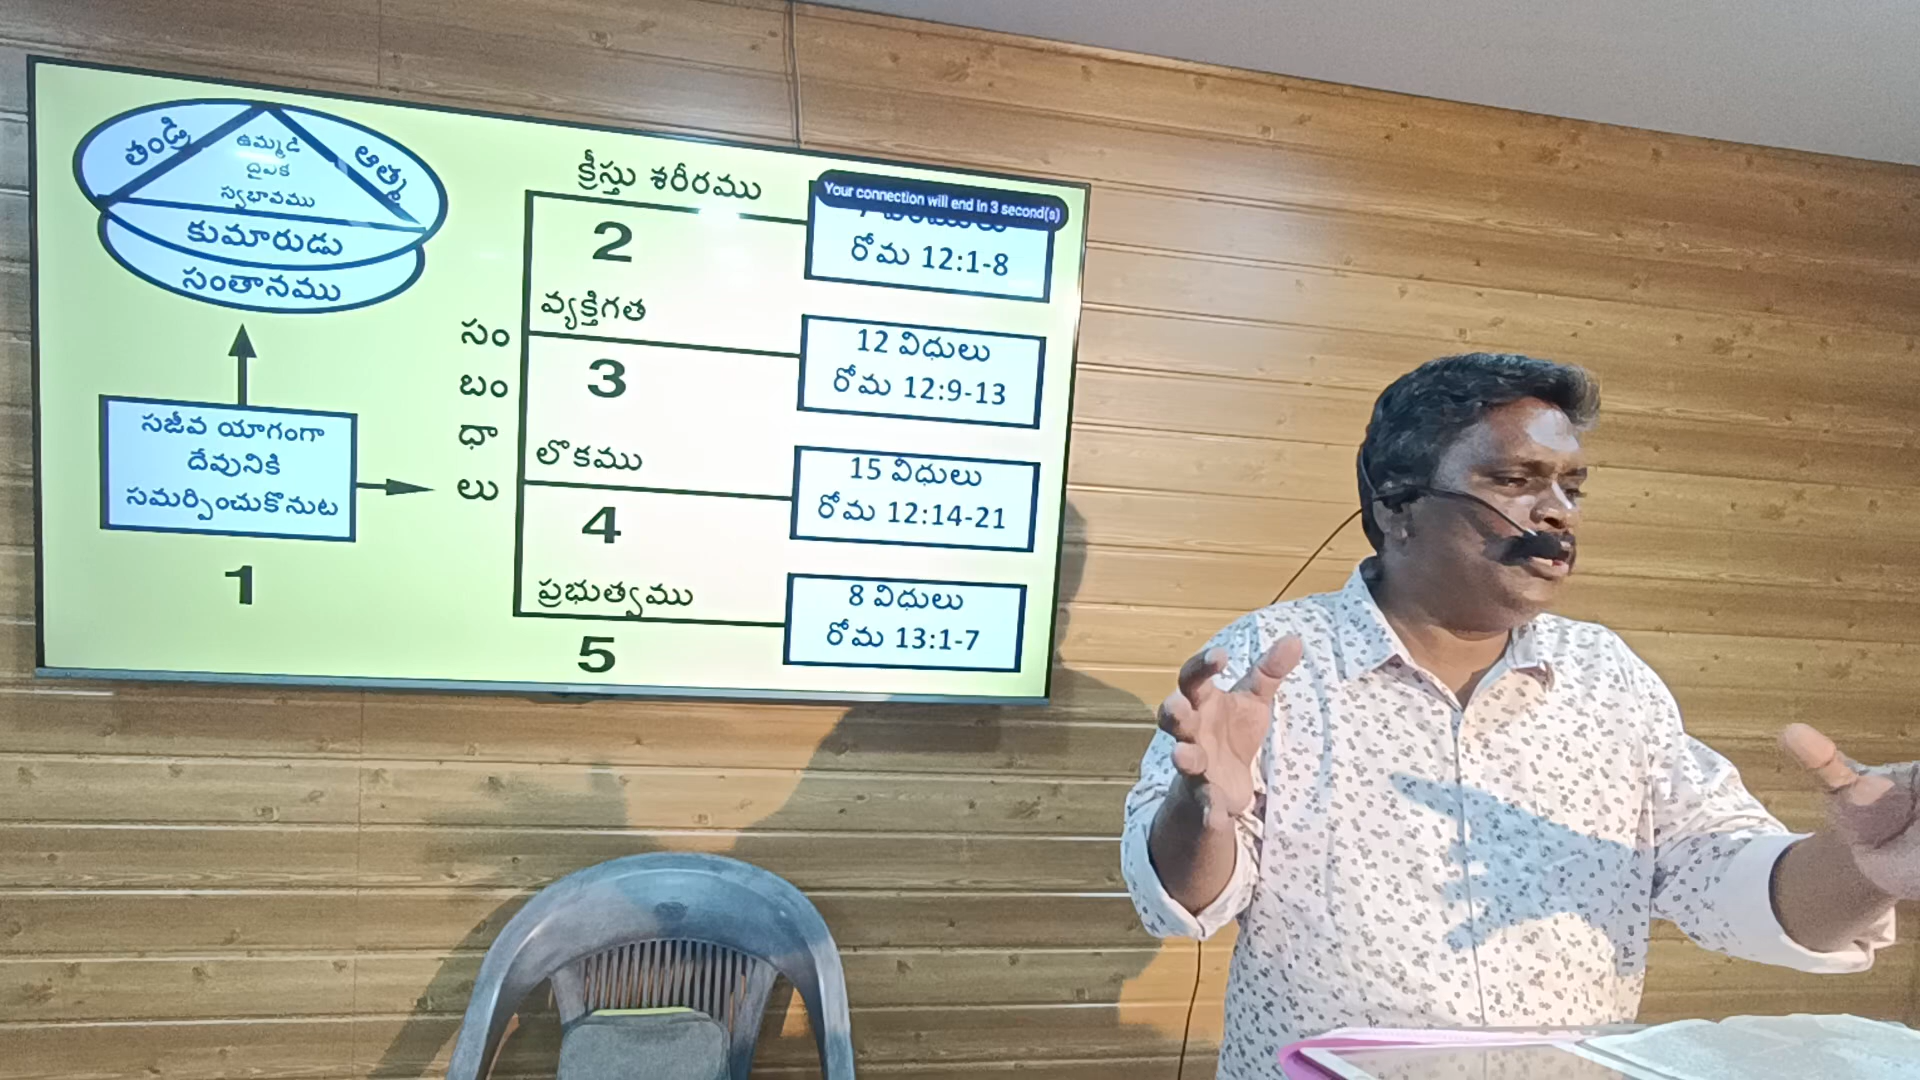 తండ్రి
ఆత్మ
ఉమ్మడి
దైవిక
స్వభావము
కుమారుడు
సంతానము
సజీవ యాగంగా
దేవునికి
సమర్పించుకొనుట
1
సం
బం
ధా
లు
క్రీస్తు శరీరము
2
Your connection will end in 3 second(s)
రోమా 12:1-8
వ్యక్తిగత
3
12 విధులు
రోమా 12:9-13
లోకము
4
15 విధులు
రోమా 12:14-21
ప్రభుత్వము
5
8 విధులు
రోమా 13:1-7